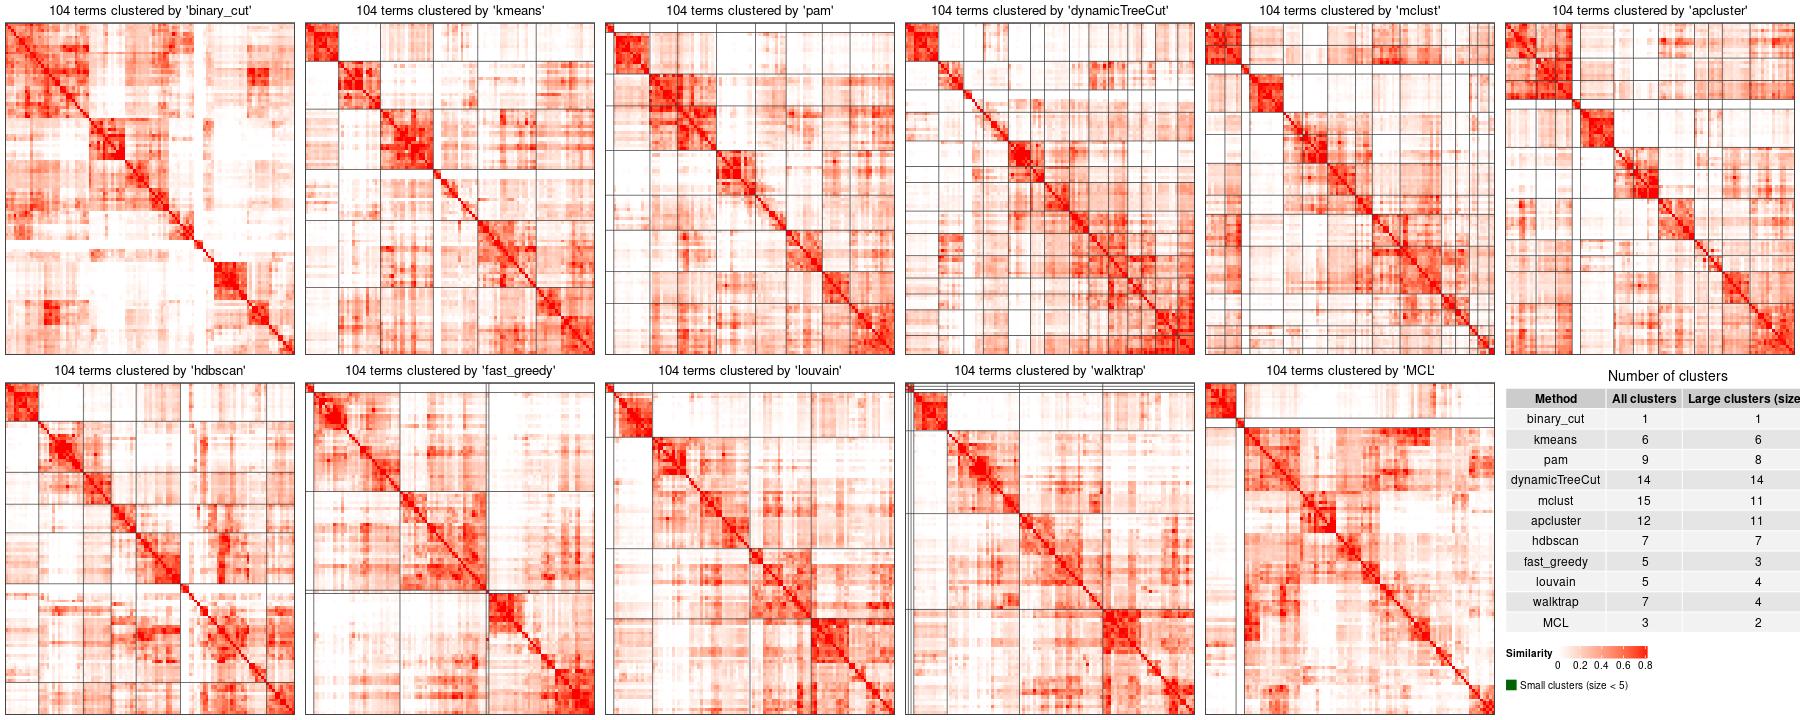 104 terms clustered by 'binary_cut'
104 terms clustered by 'kmeans'
104 terms clustered by 'pam'
104 terms clustered by 'dynamicTreeCut'
104 terms clustered by 'mclust'
104 terms clustered by 'apcluster'
104 terms clustered by 'hdbscan'
104 terms clustered by 'fast_greedy'
104 terms clustered by 'louvain'
104 terms clustered by 'walktrap'
104 terms clustered by 'MCL'
Number of clusters
Method All clusters Large clusters (size
binary_cut 1 1
kmeans 6 6
pam 9 8
dynamicTreeCut 14 14
mclust 15 11
apcluster 12 11
hdbscan 7 7
fast_greedy 5 3
louvain 5 4
walktrap 7 4
MCL 3 2
Similarity
0 0.2 0.4 0.6 0.8
Small clusters (size < 5)